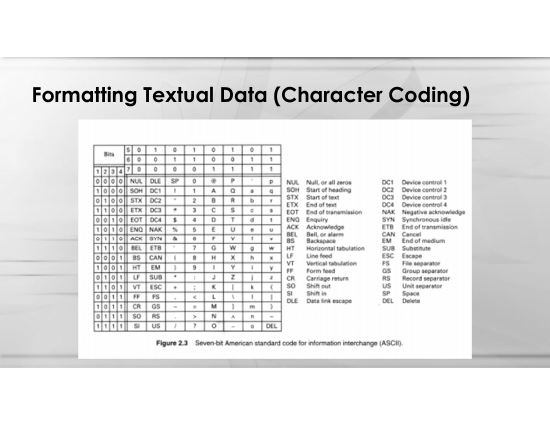 Formatting Textual Data (Character Coding)
Bits 5 0 1 0 1 0 1 0 1
6 0 0 1 1 0 0 1 1
1 2 3 4 7 0 0 0 0 1 1 1 1
0 0 0 0 NUL DLE SP 0 @ P p
1 0 0 0 SOH DC1 ! 1 A Q a q
0 1 0 0 STX DC2 " 2 B R b r
1 1 0 0 ETX DC3 # 3 C S c s
0 0 1 0 EOT DC4 $ 4 D T d t
1 0 1 0 ENQ NAK % 5 E U e u
0 1 1 0 ACK SYN & 6 F V f v
1 1 1 0 BEL ETB ' 7 G W g w
0 0 0 1 BS CAN ( 8 H X h x
1 0 0 1 HT EM ) 9 I Y i y
0 1 0 1 LF SUB * : J Z j z
1 1 0 1 VT ESC + ; K [ k {
0 0 1 1 FF FS , < L \ l |
1 0 1 1 CR GS - = M ] m }
0 1 1 1 SO RS . > N ^ n ~
1 1 1 1 SI US / ? O – o DEL
NUL Null, or all zeros
SOH Start of heading
STX Start of text
ETX End of text
EOT End of transmission
ENQ Enquiry
ACK Acknowledge
BEL Bell, or alarm
BS Backspace
HT Horizontal tabulation
LF Line feed
VT Vertical tabulation
FF Form feed
CR Carriage return
SO Shift out
SI Shift in
DLE Data link escape
DC1 Device control 1
DC2 Device control 2
DC3 Device control 3
DC4 Device control 4
NAK Negative acknowledge
SYN Synchronous idle
ETB End of transmission
CAN Cancel
EM End of medium
SUB Substitute
ESC Escape
FS File separator
GS Group separator
RS Record separator
US Unit separator
SP Space
DEL Delete
Figure 2.3 Seven-bit American standard code for information interchange (ASCII).